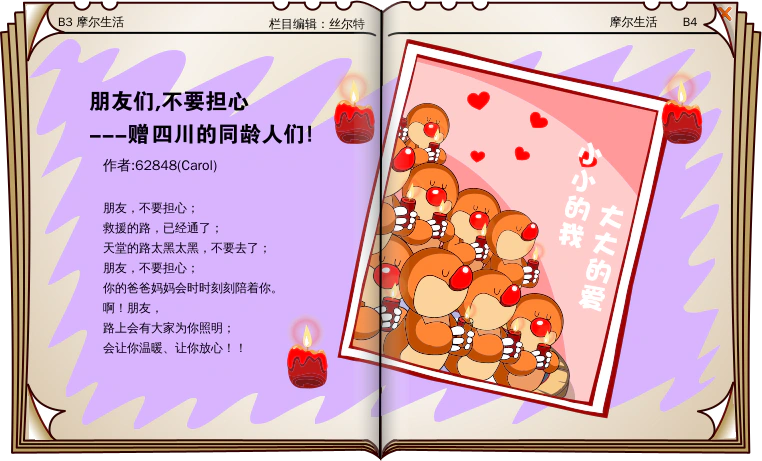 B3 摩尔生活
栏目编辑：丝尔特
摩尔生活
B4
朋友们,不要担心
---赠四川的同龄人们!
作者:62848(Carol)
朋友，不要担心；
救援的路，已经通了；
天堂的路太黑太黑，不要去了；
朋友，不要担心；
你的爸爸妈妈会时时刻刻陪着你。
啊！朋友，
路上会有大家为你照明；
会让你温暖、让你放心！！
小小的我
大大的爱